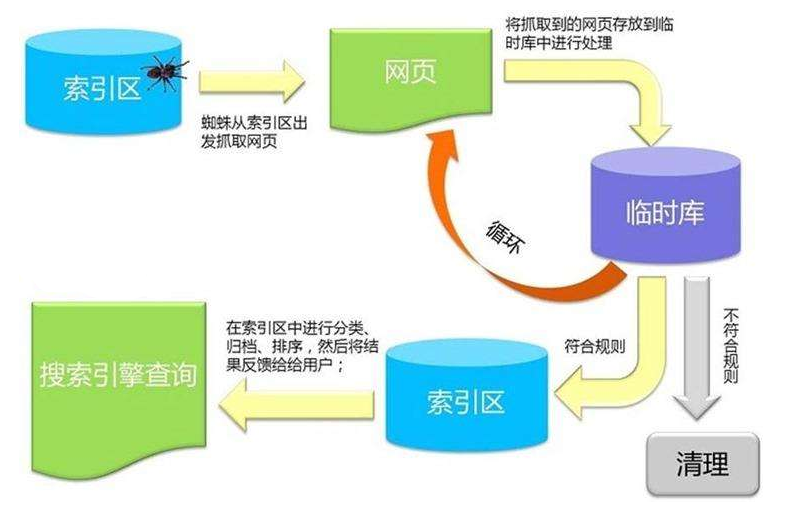 索引区
蜘蛛从索引区出
发抓取网页
网页
将抓取到的网页存放到临
时库中进行处理
临时库
循环
符合规则
不符合规则
清理
索引区
在索引区中进行分类、
归档、排序，然后将结
果反馈给给用户；
搜索引擎查询